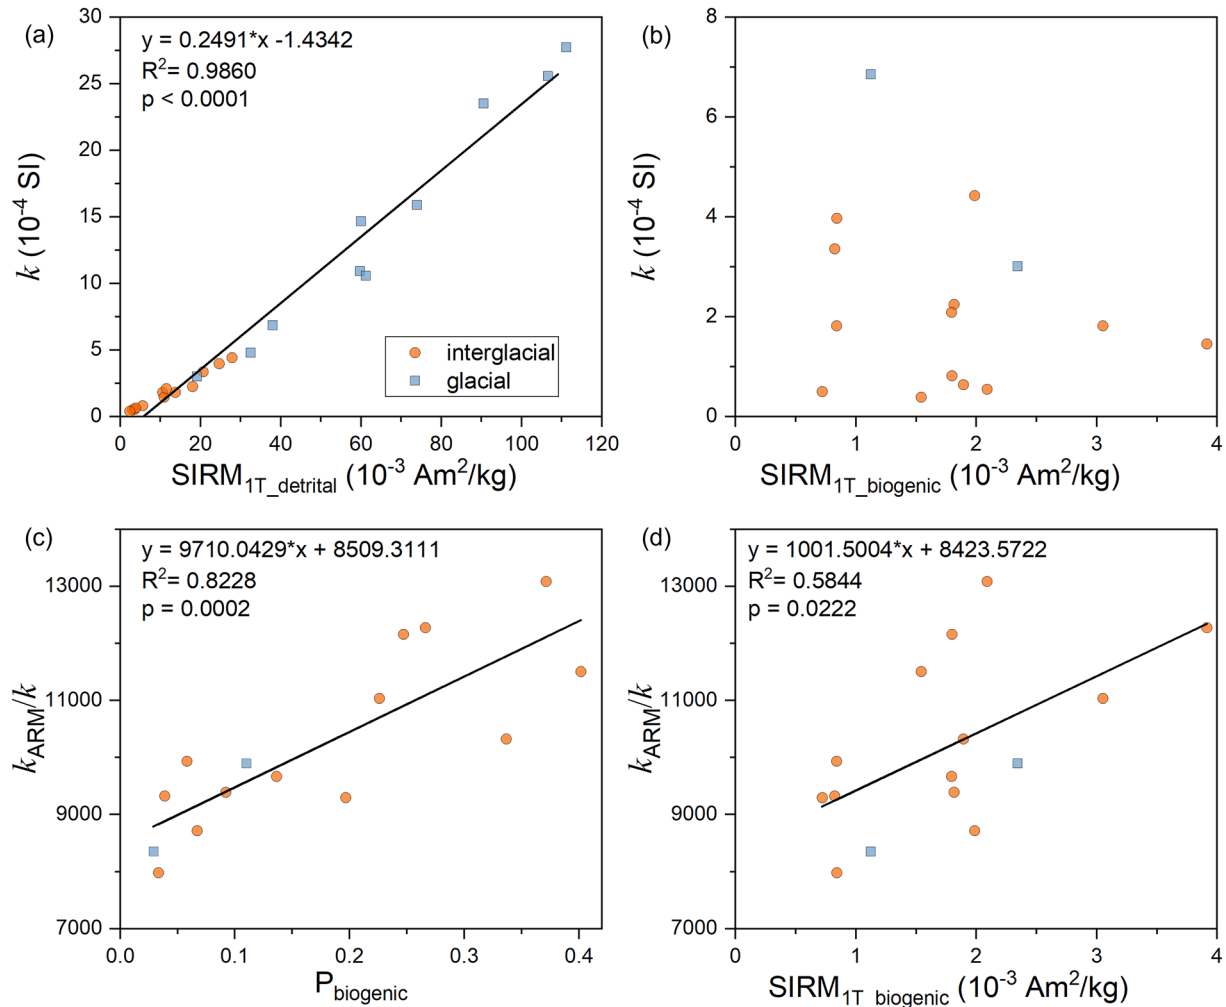 (a)
y = 0.2491*x -1.4342
R²= 0.9860
p < 0.0001
30
25
20
15
10
5
0
k (10⁻⁴ SI)
interglacial
glacial
0 20 40 60 80 100 120
SIRM₁T_detrital (10⁻³ Am²/kg)
(b)
8
6
4
2
0
k (10⁻⁴ SI)
0 1 2 3 4
SIRM₁T_biogenic (10⁻³ Am²/kg)
(c)
y = 9710.0429*x + 8509.3111
R²= 0.8228
p = 0.0002
13000
11000
9000
7000
kARM/k
0.0 0.1 0.2 0.3 0.4
Pbiogenic
(d)
y = 1001.5004*x + 8423.5722
R²= 0.5844
p = 0.0222
13000
11000
9000
7000
kARM/k
0 1 2 3 4
SIRM₁T_biogenic (10⁻³ Am²/kg)